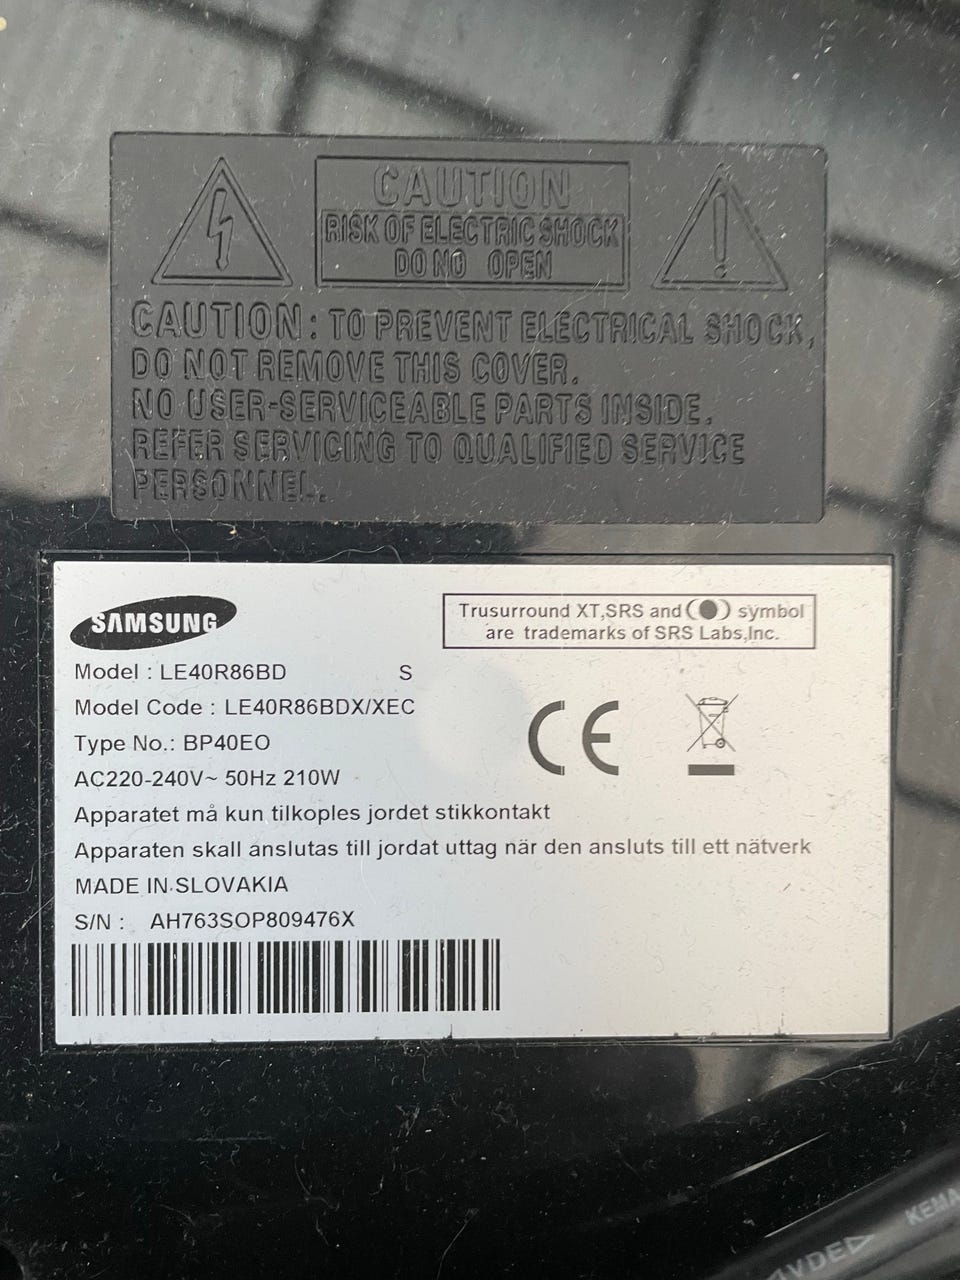 CAUTION
RISK OF ELECTRIC SHOCK
DO NO OPEN
CAUTION: TO PREVENT ELECTRICAL SHOCK,
DO NOT REMOVE THIS COVER.
NO USER-SERVICEABLE PARTS INSIDE.
REFER SERVICING TO QUALIFIED SERVICE
PERSONNEL.
SAMSUNG
Trusurround XT,SRS and symbol
are trademarks of SRS Labs,Inc.
Model : LE40R86BD S
Model Code : LE40R86BDX/XEC
Type No.: BP40EO
AC220-240V~ 50Hz 210W
CE
Apparatet må kun tilkoples jordet stikkontakt
Apparaten skall anslutas till jordat uttag när den ansluts till ett nätverk
MADE IN SLOVAKIA
S/N : AH763SOP809476X